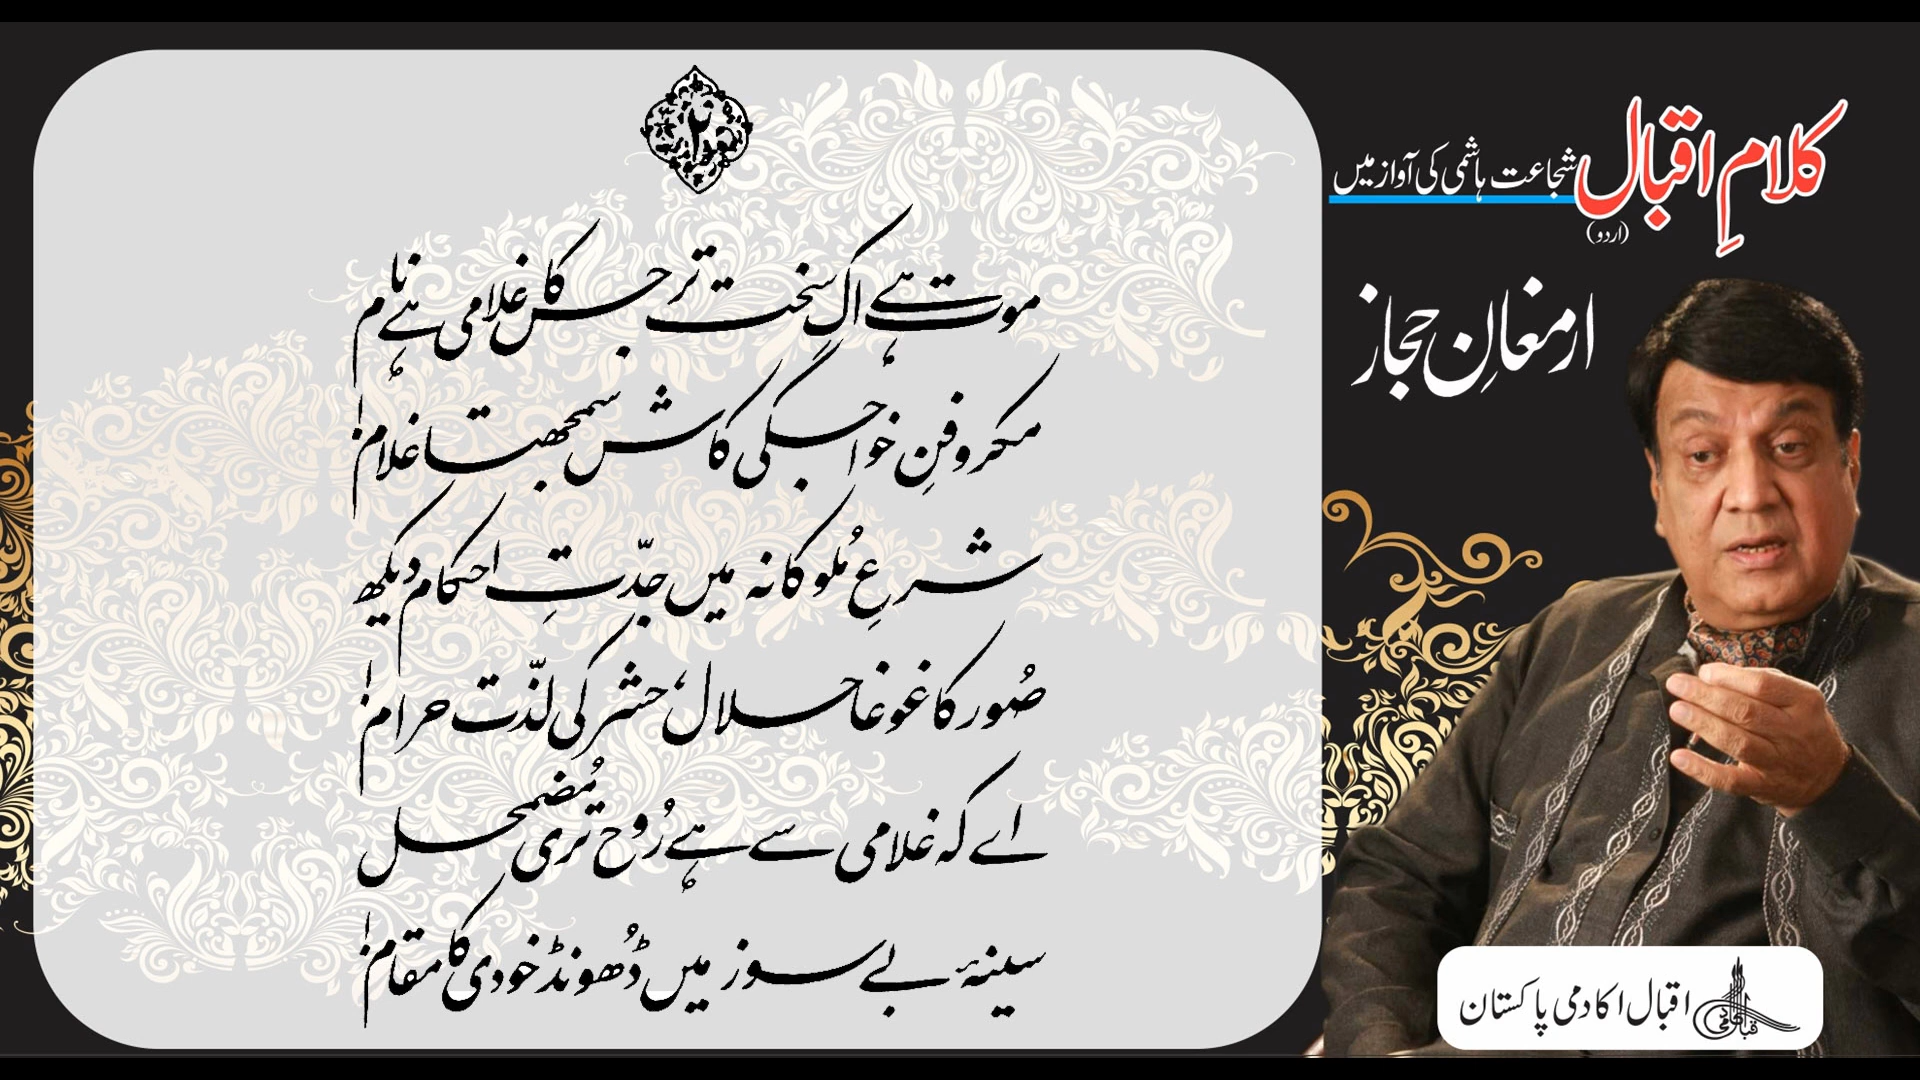 ۲
موت ہے اک سخت تر جس کا غلامی ہے نام
مکر و فنِ خواجگی کاش سمجھتا غلام!
شرعِ مُلوکانہ میں جدّتِ احکام دیکھ
صُور کا غوغا حلال، حشر کی لذّت حرام!
اے کہ غلامی سے ہے رُوح تری مُضمحل
سینۂ بے سوز میں ڈھُونڈ خودی کا مقام!
کلامِ اقبال
شجاعت ہاشمی کی آواز میں
(اردو)
ارمغانِ حجاز
اقبال اکادمی پاکستان